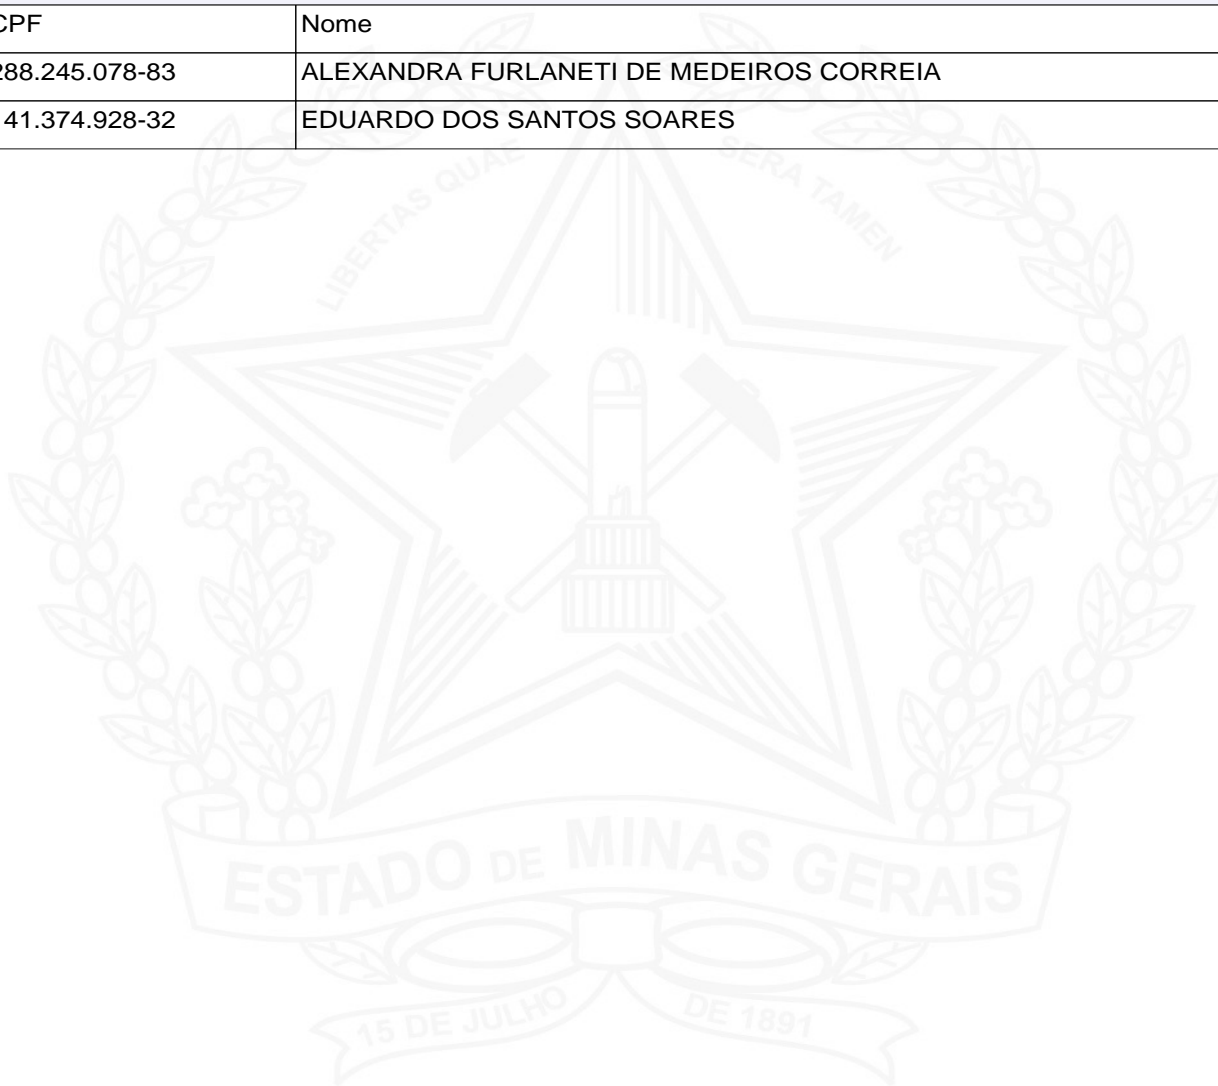 CPF Nome
288.245.078-83 ALEXANDRA FURLANETI DE MEDEIROS CORREIA
41.374.928-32 EDUARDO DOS SANTOS SOARES
LIBERTAS QUAE SERA TAMEN
ESTADO DE MINAS GERAIS
15 DE JULHO DE 1891